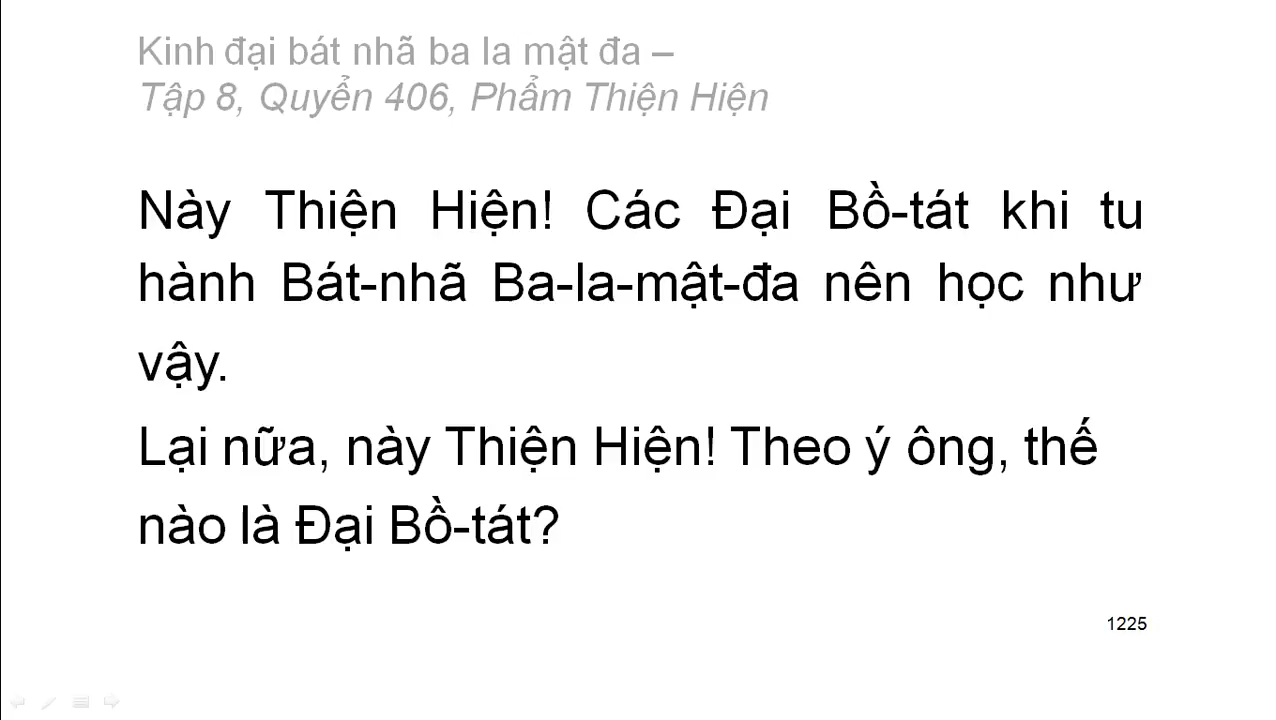 Kinh đại bát nhã ba la mật đa –
Tập 8, Quyển 406, Phẩm Thiện Hiện
Này Thiện Hiện! Các Đại Bồ-tát khi tu
hành Bát-nhã Ba-la-mật-đa nên học như
vậy.
Lại nữa, này Thiện Hiện! Theo ý ông, thế
nào là Đại Bồ-tát?
1225